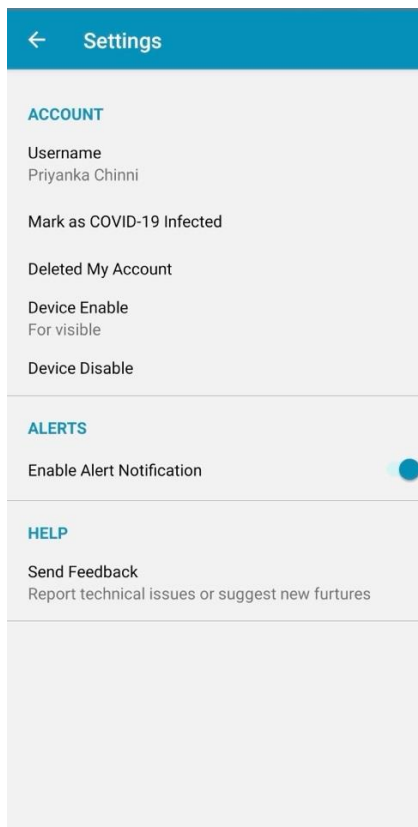 Settings
ACCOUNT
Username
Priyanka Chinni
Mark as COVID-19 Infected
Deleted My Account
Device Enable
For visible
Device Disable
ALERTS
Enable Alert Notification
HELP
Send Feedback
Report technical issues or suggest new furtures